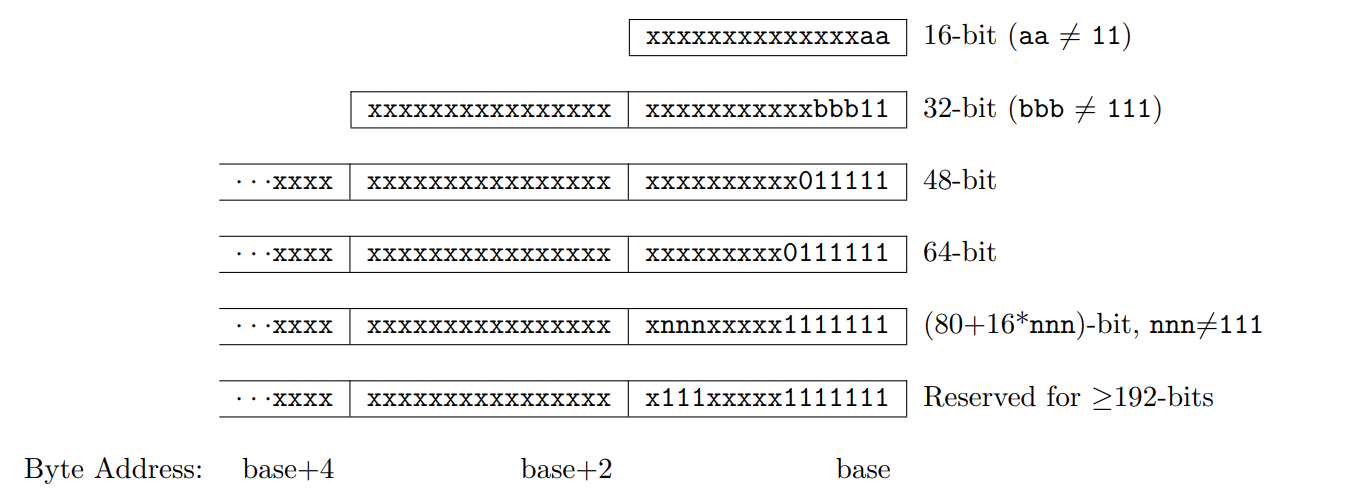 xxxxxxxxxxxxxxaa 16-bit (aa ≠ 11)
xxxxxxxxxxxxxxxx xxxxxxxxxxxbbb11 32-bit (bbb ≠ 111)
···xxxx xxxxxxxxxxxxxxxx xxxxxxxxxx011111 48-bit
···xxxx xxxxxxxxxxxxxxxx xxxxxxxxx0111111 64-bit
···xxxx xxxxxxxxxxxxxxxx xnnnxxxxx1111111 (80+16*nnn)-bit, nnn≠111
···xxxx xxxxxxxxxxxxxxxx x111xxxxx1111111 Reserved for ≥192-bits
Byte Address: base+4 base+2 base